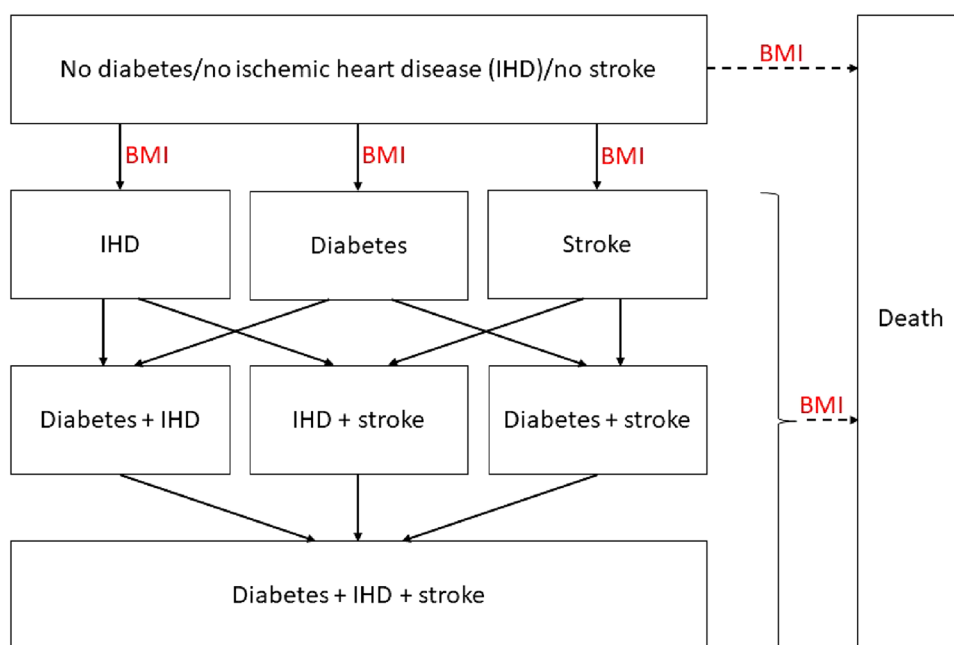 No diabetes/no ischemic heart disease (IHD)/no stroke
BMI
BMI
BMI
BMI
IHD
Diabetes
Stroke
Death
Diabetes + IHD
IHD + stroke
Diabetes + stroke
BMI
Diabetes + IHD + stroke